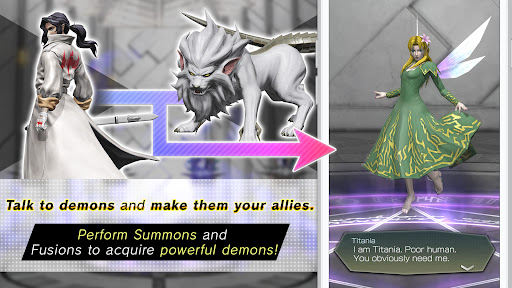 Talk to demons and make them your allies.
Perform Summons and
Fusions to acquire powerful demons!
Titania
I am Titania. Poor human.
You obviously need me.